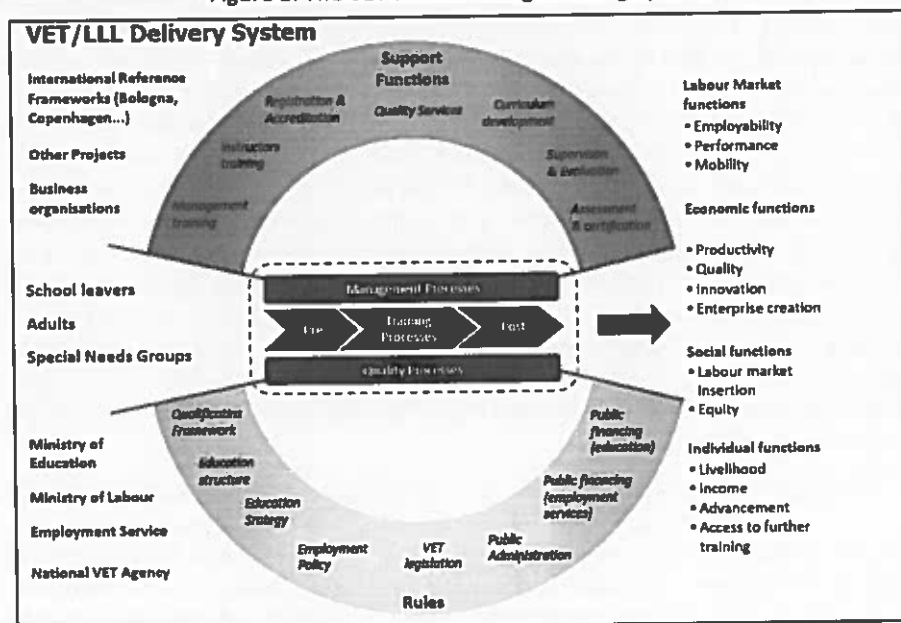 VET/LLL Delivery System
International Reference
Frameworks (Bologna,
Copenhagen...)
Other Projects
Business
organisations
Support
Functions
Management
training
Instructors
training
Registration &
Accreditation
Quality Services
Curriculum
development
Supervision
& Evaluation
Assessment
& certification
Labour Market
functions
• Employability
• Performance
• Mobility
Economic functions
• Productivity
• Quality
• Innovation
• Enterprise creation
School leavers
Adults
Special Needs Groups
Management Processes
Pre
Training
Processes
Post
Quality Processes
Social functions
• Labour market
Insertion
• Equity
Individual functions
• Livelihood
• Income
• Advancement
• Access to further
training
Ministry of
Education
Ministry of Labour
Employment Service
National VET Agency
Framework
Education
structure
Education
Employment
Policy
VET
legislation
Public
Administration
Public financing
(employment
services)
Public
financing
(education)
Rules